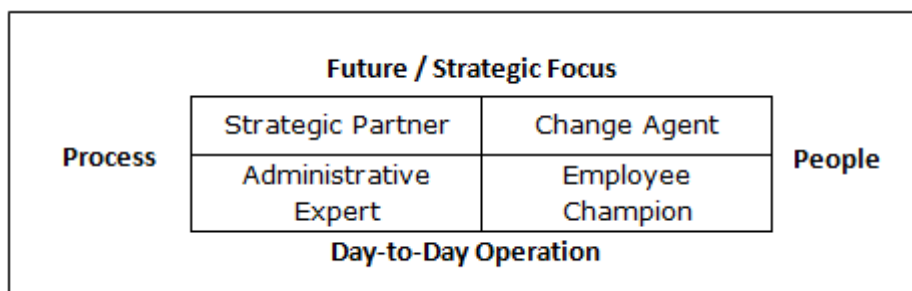 Future / Strategic Focus
Strategic Partner
Change Agent
Process
People
Administrative
Expert
Employee
Champion
Day-to-Day Operation